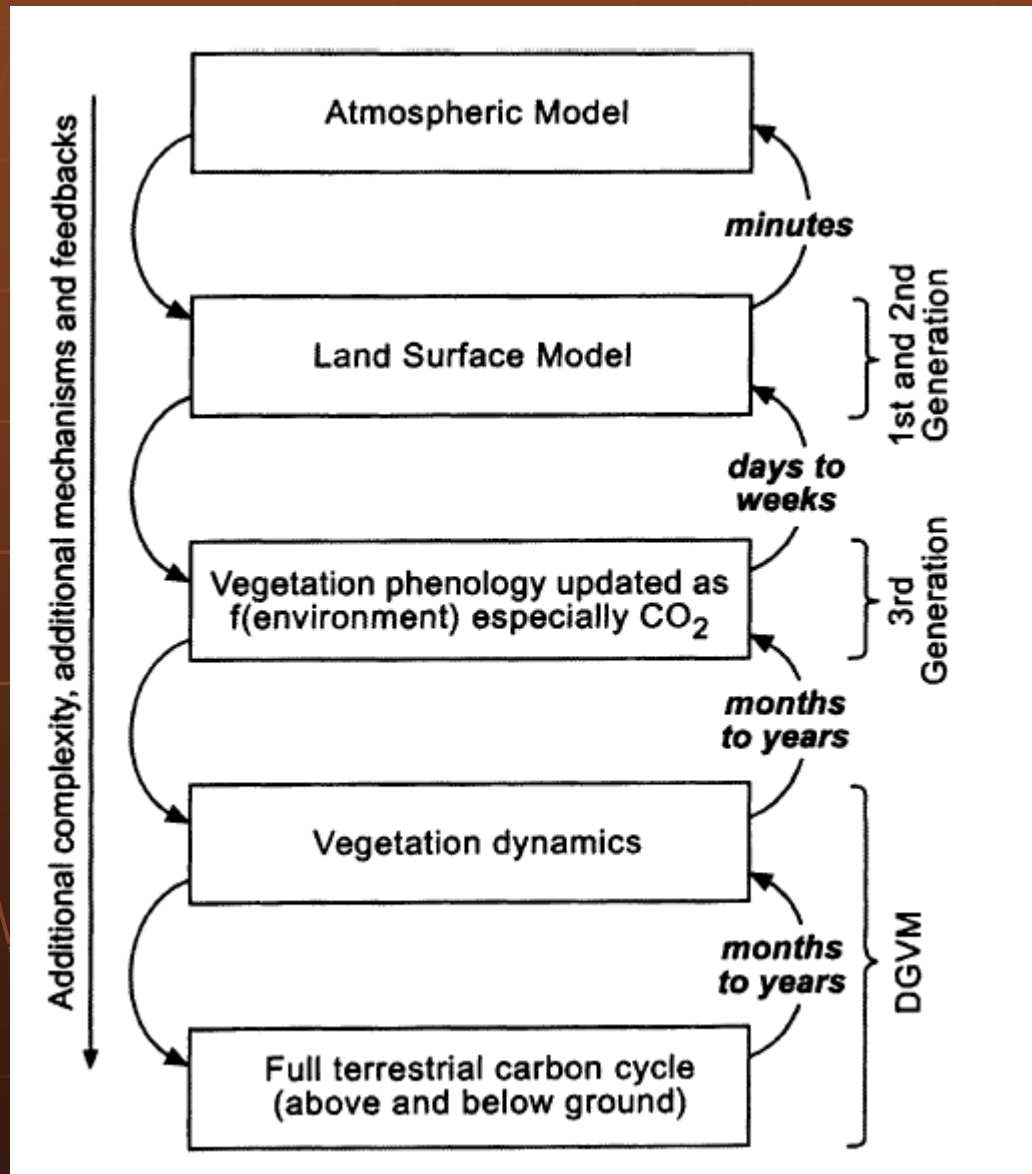 Additional complexity, additional mechanisms and feedbacks
Atmospheric Model
minutes
Land Surface Model
1st and 2nd
Generation
days to
weeks
Vegetation phenology updated as
f(environment) especially CO₂
3rd
Generation
months
to years
Vegetation dynamics
months
to years
DGVM
Full terrestrial carbon cycle
(above and below ground)